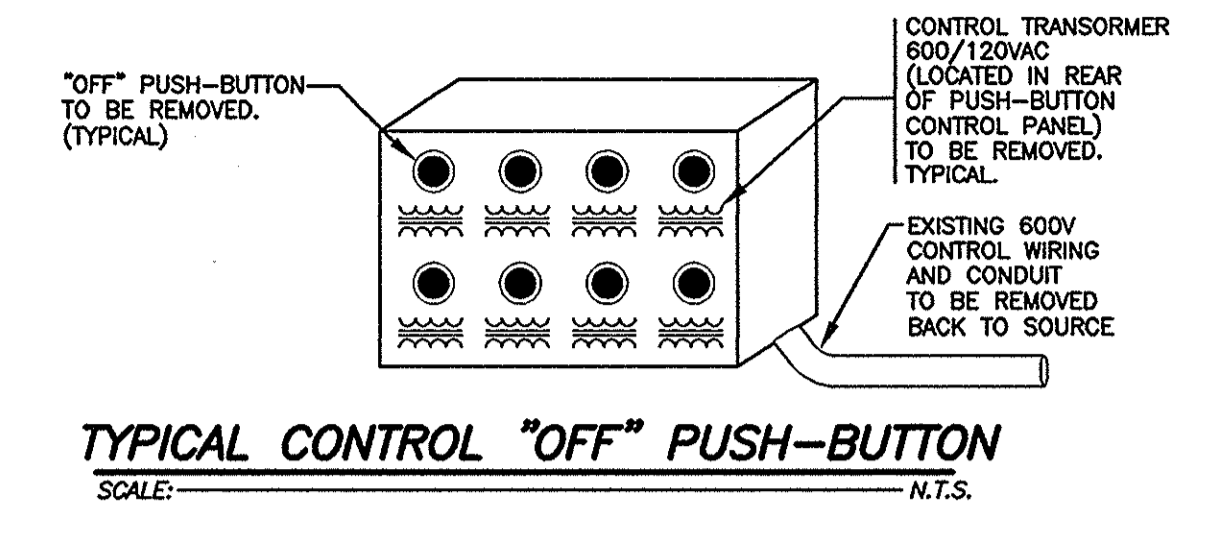 "OFF" PUSH-BUTTON
TO BE REMOVED.
(TYPICAL)
CONTROL TRANSORMER
600/120VAC
(LOCATED IN REAR
OF PUSH-BUTTON
CONTROL PANEL)
TO BE REMOVED.
TYPICAL.
EXISTING 600V
CONTROL WIRING
AND CONDUIT
TO BE REMOVED
BACK TO SOURCE
TYPICAL CONTROL "OFF" PUSH-BUTTON
SCALE: N.T.S.